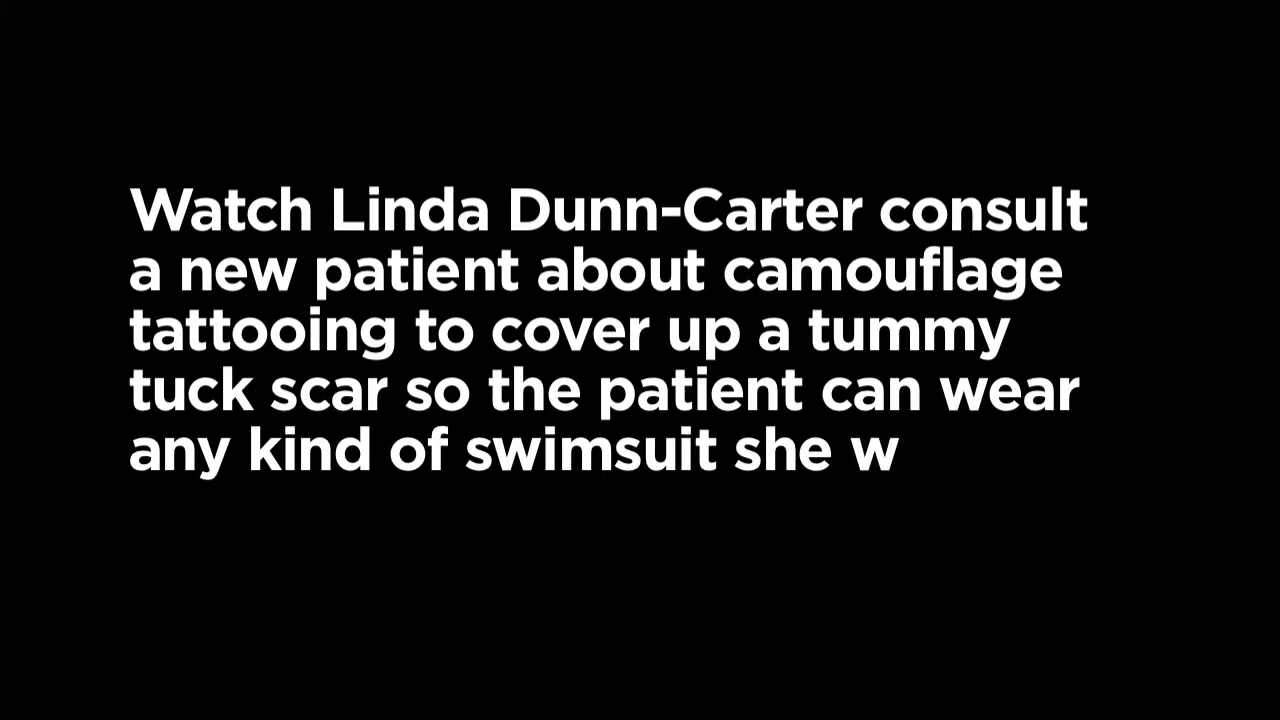 Watch Linda Dunn-Carter consult
a new patient about camouflage
tattooing to cover up a tummy
tuck scar so the patient can wear
any kind of swimsuit she w